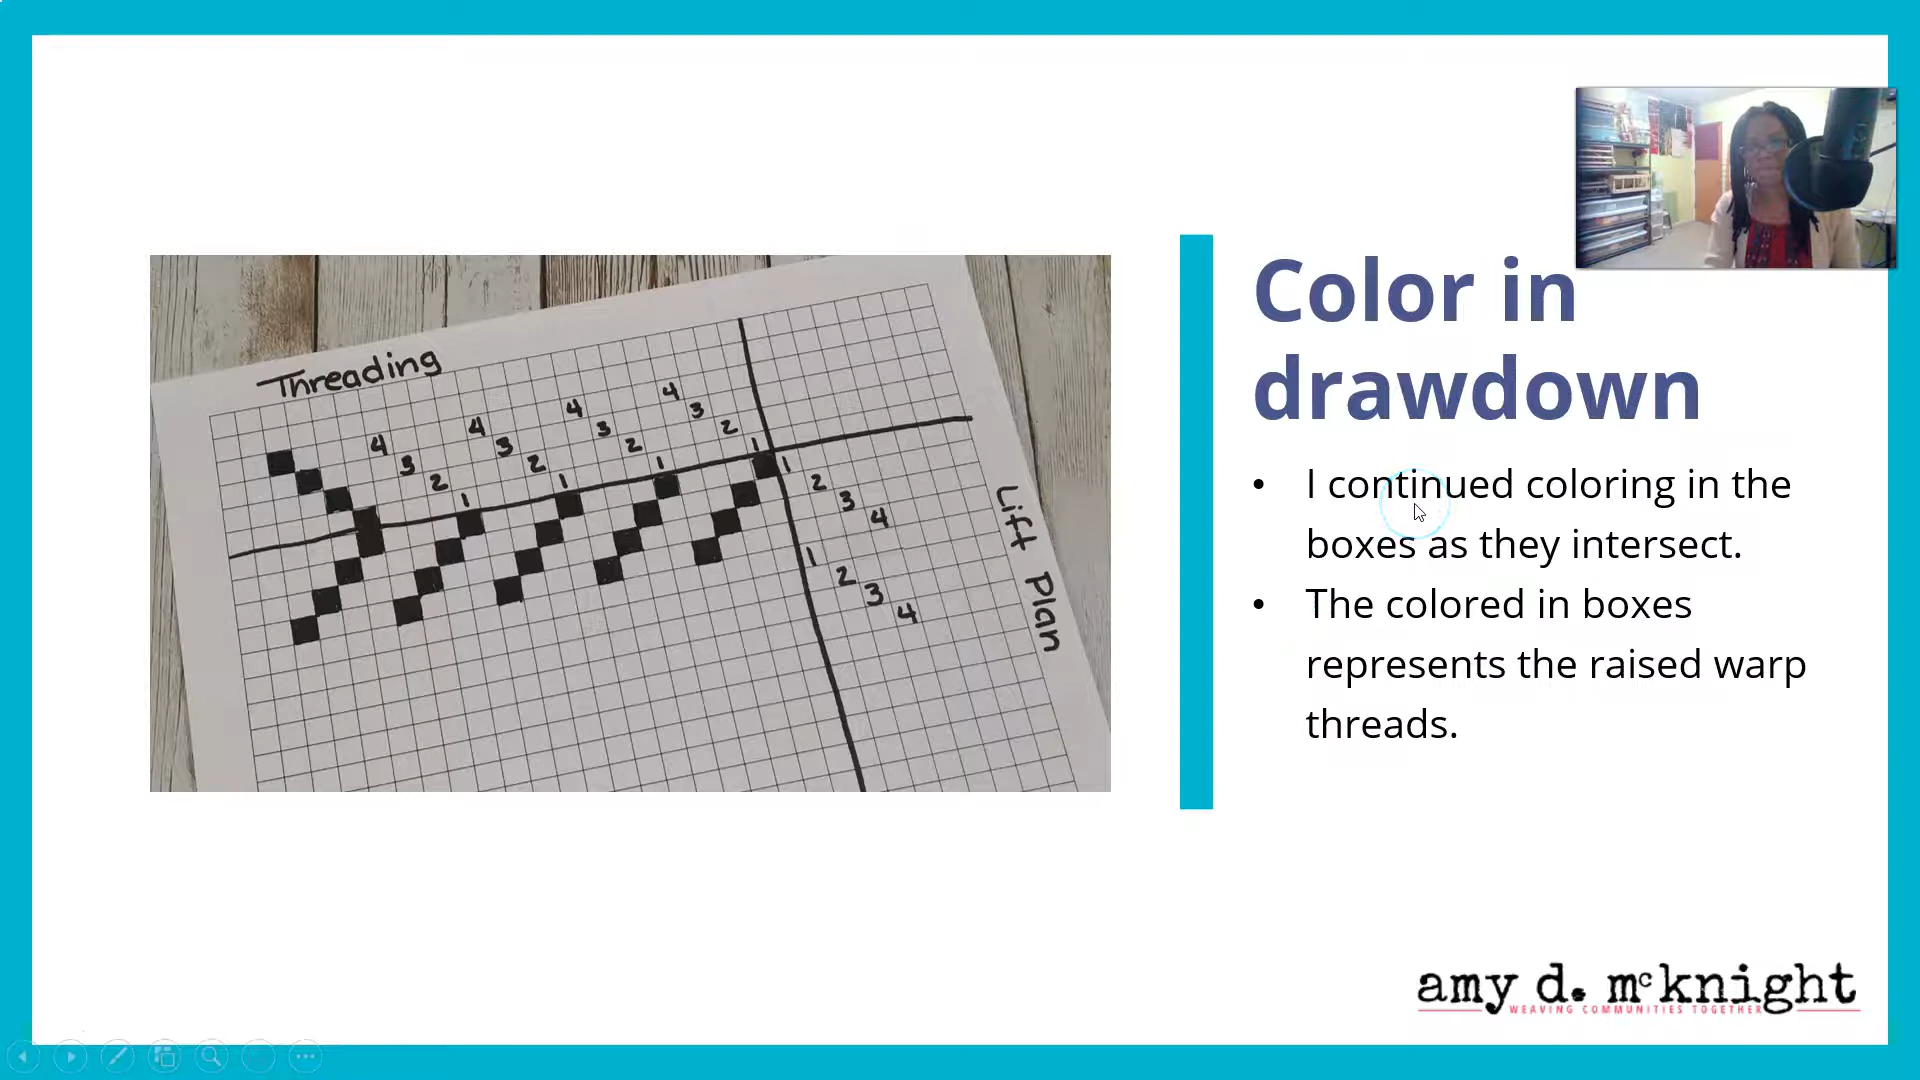 Threading
4 4 4 4
3 3 3 3
2 2 2 2
1 1 1 1
1
2
3
4
1
2
3
4
Lift Plan
Color in
drawdown
• I continued coloring in the
boxes as they intersect.
• The colored in boxes
represents the raised warp
threads.
amy d. mcknight
WEAVING COMMUNITIES TOGETHER